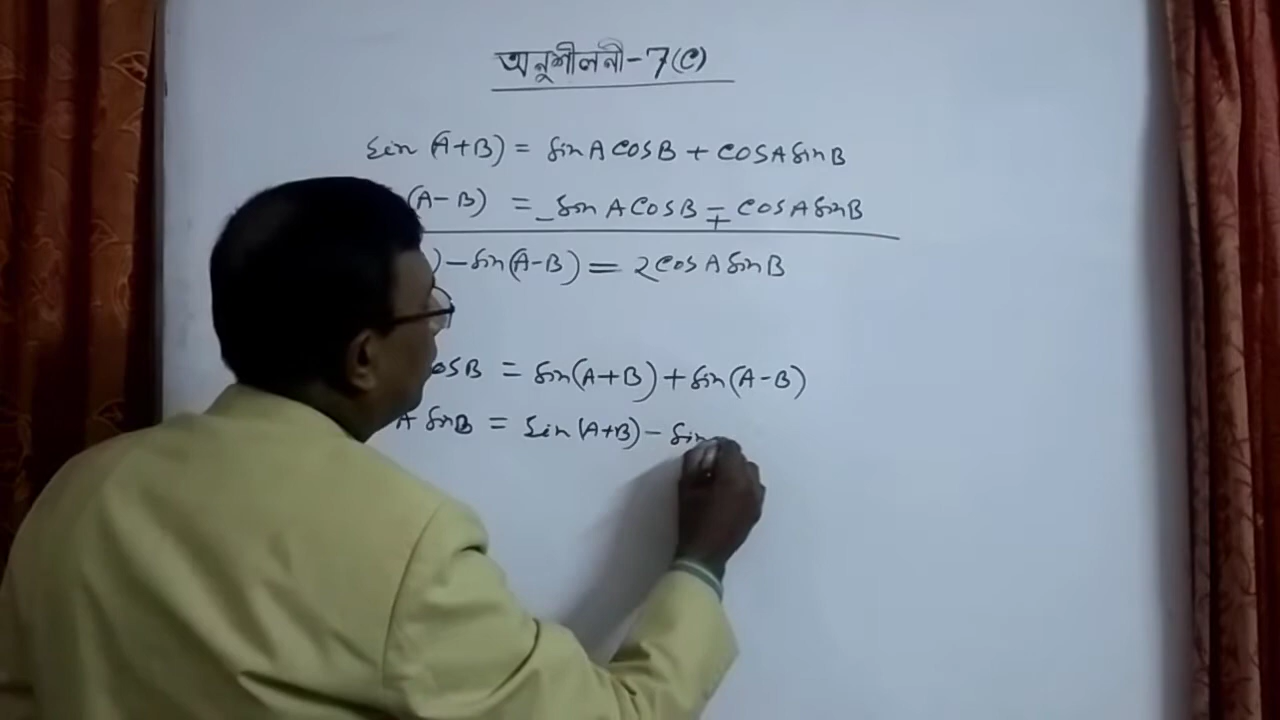 অনুশীলনী-7(C)
Sin (A+B) = Sin A COS B + COS A Sin B
(A-B) = - Sin A COS B -+ COS A Sin B
) - Sin (A-B) = 2 COS A Sin B
OS B = Sin (A+B) + Sin (A-B)
A Sin B = Sin (A+B) - Sin